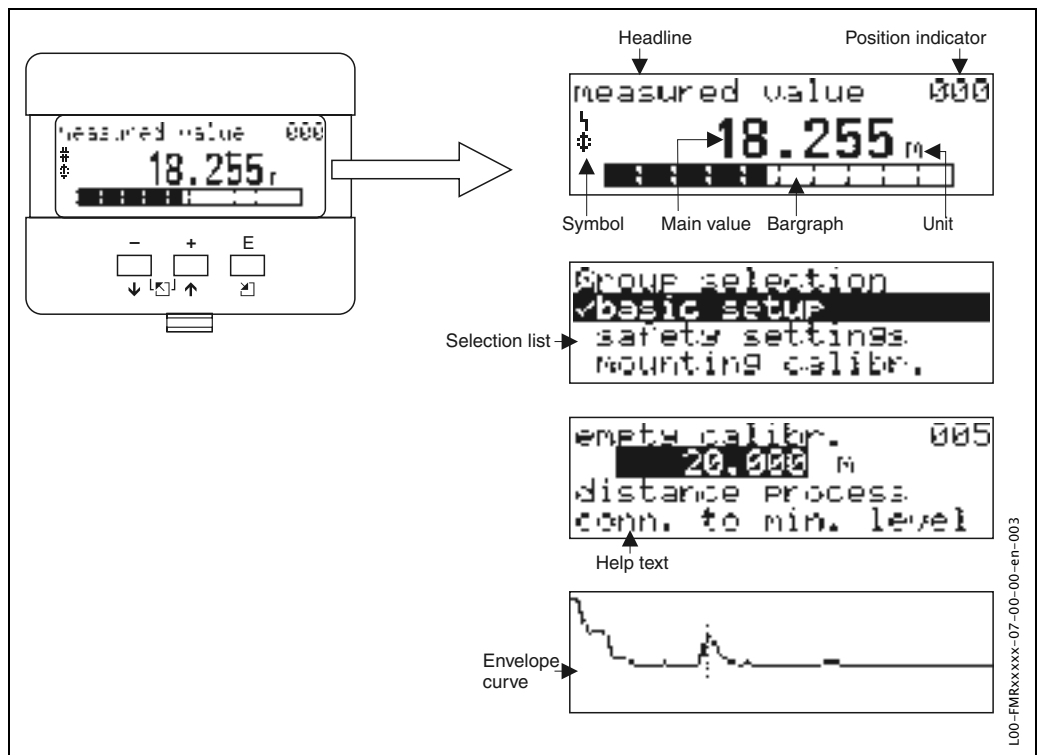 Headline
Position indicator
measured value 000
18.255 m
Symbol
Main value
Bargraph
Unit
measured value 000
18.255
- + E
Group selection
✓basic setup
safety settings
mounting calibr.
Selection list
empty calibr. 005
20.000 m
distance process
conn. to min. level
Help text
Envelope
curve
L00-FMRxxxxx-07-00-00-en-003